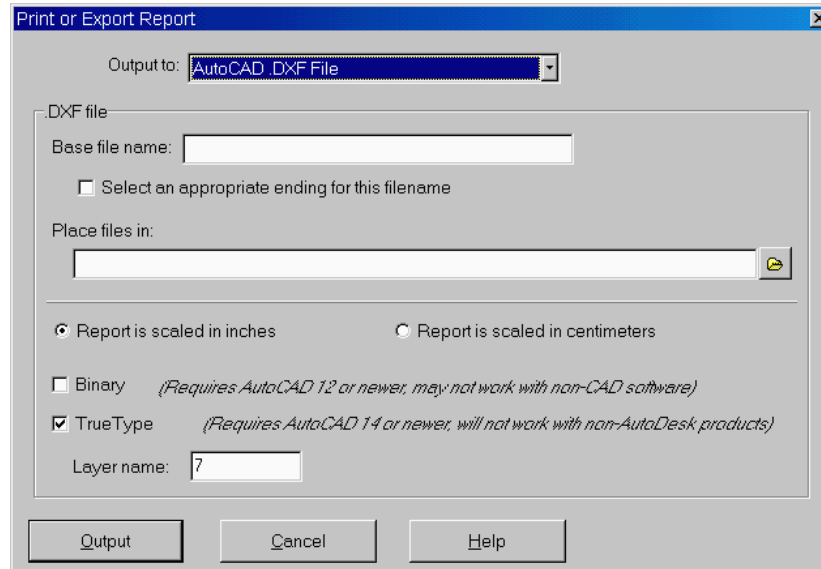 Print or Export Report
Output to: AutoCAD .DXF File
.DXF file
Base file name:
Select an appropriate ending for this filename
Place files in:
Report is scaled in inches Report is scaled in centimeters
Binary (Requires AutoCAD 12 or newer, may not work with non-CAD software)
TrueType (Requires AutoCAD 14 or newer, will not work with non-AutoDesk products)
Layer name: 7
Output Cancel Help